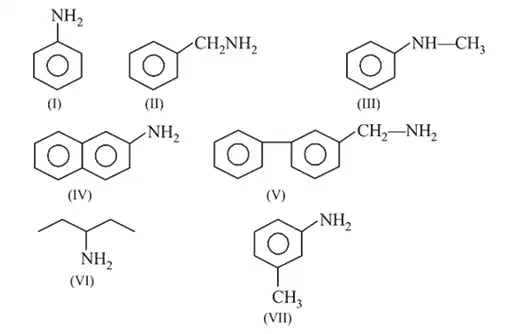 NH₂
(I)
CH₂NH₂
(II)
NH—CH₃
(III)
NH₂
(IV)
CH₂—NH₂
(V)
NH₂
(VI)
NH₂
CH₃
(VII)